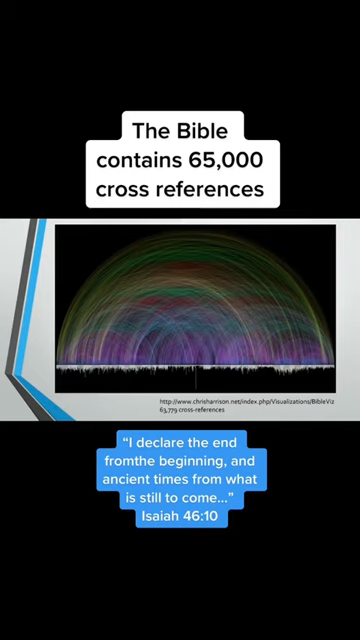 The Bible
contains 65,000
cross references
http://www.chrisharrison.net/index.php/Visualizations/BibleViz
63,779 cross-references
“I declare the end
fromthe beginning, and
ancient times from what
is still to come...”
Isaiah 46:10